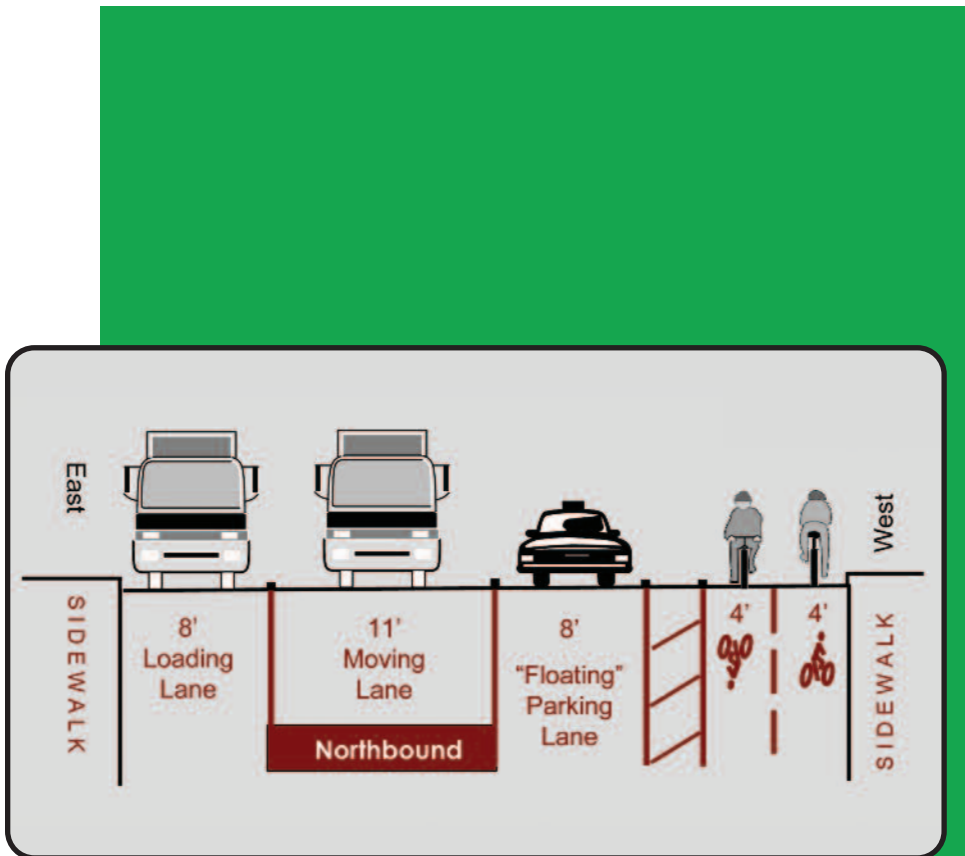 East
SIDEWALK
8'
Loading
Lane
11'
Moving
Lane
Northbound
8'
"Floating"
Parking
Lane
4'
4'
West
SIDEWALK